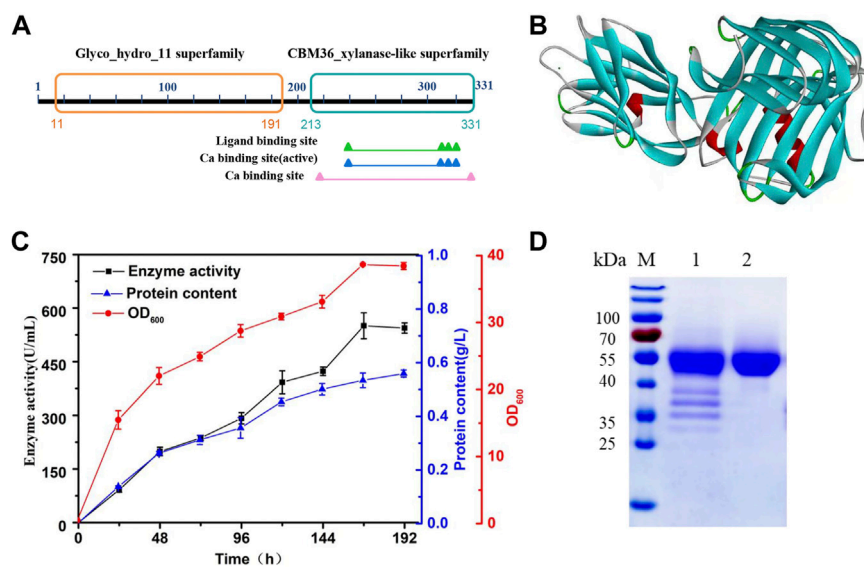 A
Glyco_hydro_11 superfamily
CBM36_xylanase-like superfamily
1
100
200
300
331
11
191
213
331
Ligand binding site
Ca binding site(active)
Ca binding site
B
C
750
600
450
300
150
0
Enzyme activity(U/mL)
Enzyme activity
Protein content
OD600
0
48
96
144
192
Time（h）
1.0
0.8
0.6
0.4
0.2
0.0
Protein content(g/L)
40
30
20
10
0
OD600
D
kDa M 1 2
100
70
55
40
35
25